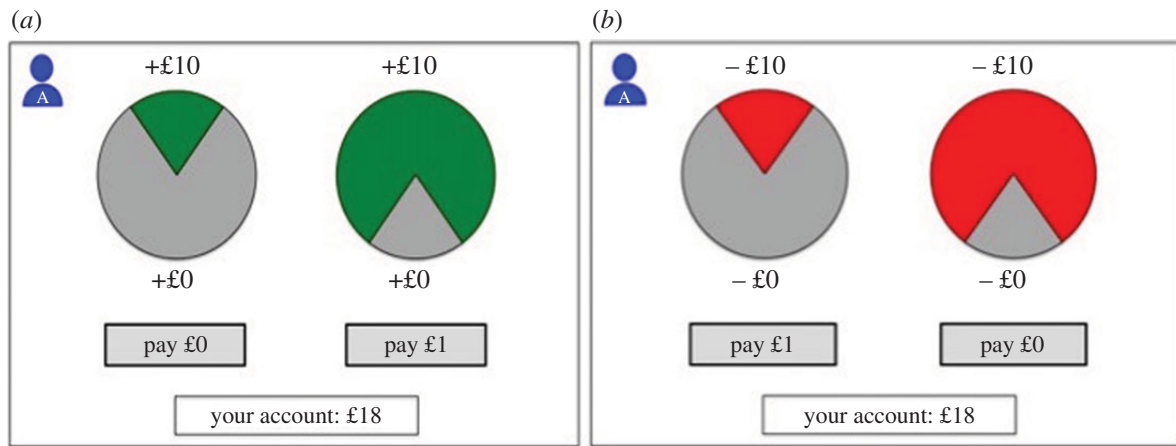 (a)
A
+£10 +£10
+£0 +£0
pay £0 pay £1
your account: £18
(b)
A
– £10 – £10
– £0 – £0
pay £1 pay £0
your account: £18